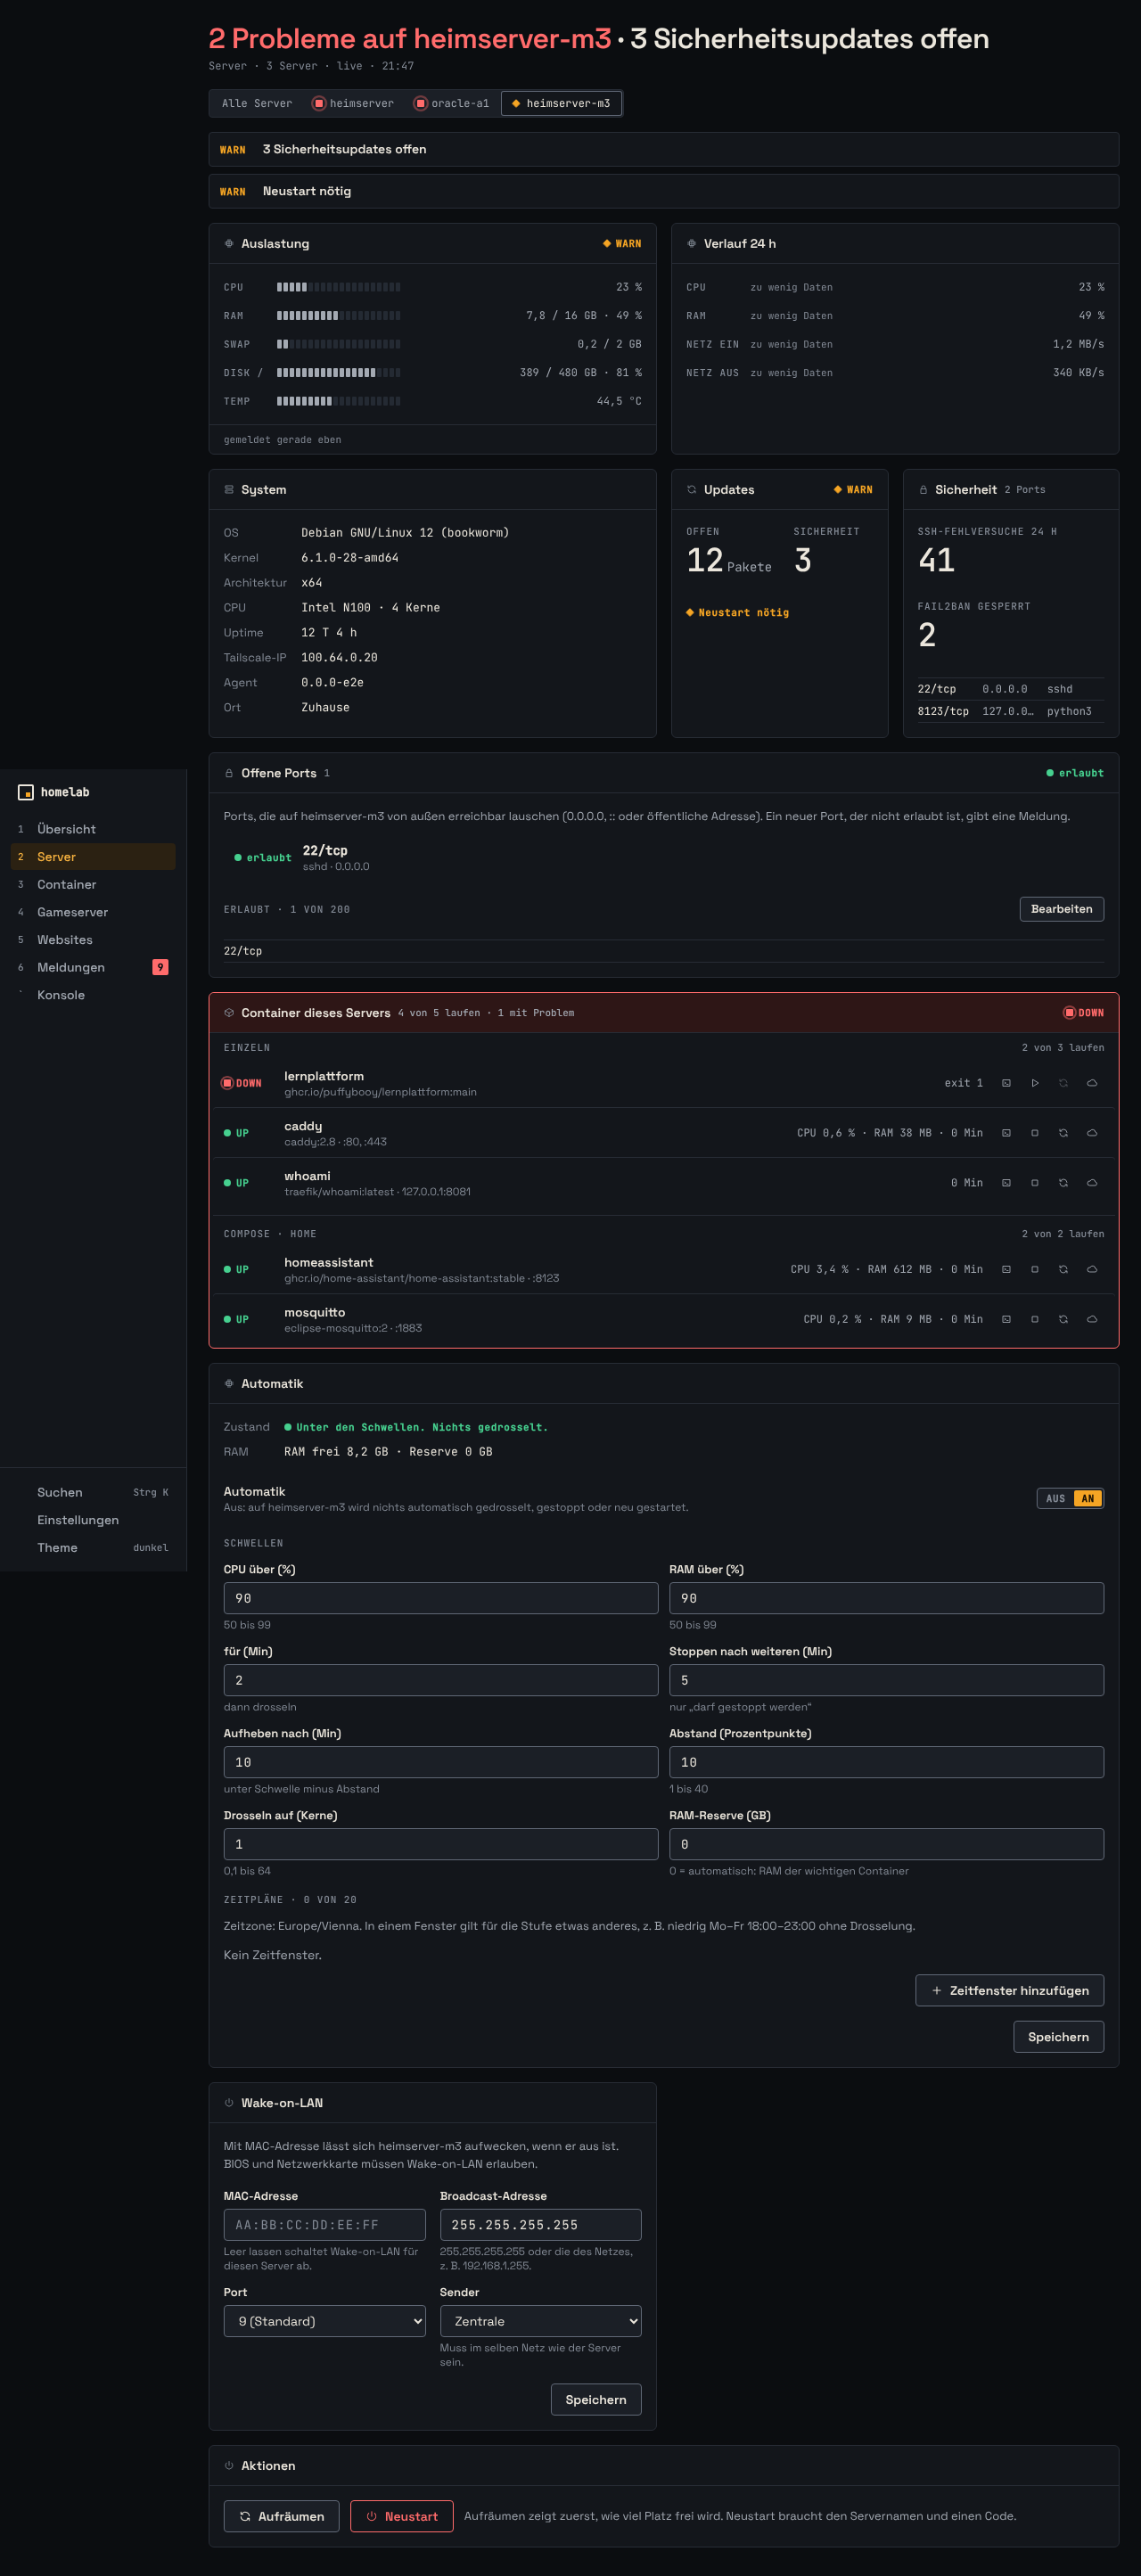 2 Probleme auf heimserver-m3 · 3 Sicherheitsupdates offen
Server · 3 Server · live · 21:47
Alle Server heimserver oracle-a1 heimserver-m3
WARN 3 Sicherheitsupdates offen
WARN Neustart nötig
Auslastung WARN
CPU 23 %
RAM 7,8 / 16 GB · 49 %
SWAP 0,2 / 2 GB
DISK / 389 / 480 GB · 81 %
TEMP 44,5 °C
gemeldet gerade eben
Verlauf 24 h
CPU zu wenig Daten 23 %
RAM zu wenig Daten 49 %
NETZ EIN zu wenig Daten 1,2 MB/s
NETZ AUS zu wenig Daten 340 KB/s
System
OS Debian GNU/Linux 12 (bookworm)
Kernel 6.1.0-28-amd64
Architektur x64
CPU Intel N100 · 4 Kerne
Uptime 12 T 4 h
Tailscale-IP 100.64.0.20
Agent 0.0.0-e2e
Ort Zuhause
Updates WARN
OFFEN SICHERHEIT
12 Pakete 3
Neustart nötig
Sicherheit 2 Ports
SSH-FEHLVERSUCHE 24 H
41
FAIL2BAN GESPERRT
2
22/tcp 0.0.0.0 sshd
8123/tcp 127.0.0… python3
homelab
1 Übersicht
2 Server
3 Container
4 Gameserver
5 Websites
6 Meldungen 9
` Konsole
Suchen Strg K
Einstellungen
Theme dunkel
Offene Ports 1 erlaubt
Ports, die auf heimserver-m3 von außen erreichbar lauschen (0.0.0.0, :: oder öffentliche Adresse). Ein neuer Port, der nicht erlaubt ist, gibt eine Meldung.
erlaubt 22/tcp
sshd · 0.0.0.0
ERLAUBT · 1 VON 200 Bearbeiten
22/tcp
Container dieses Servers 4 von 5 laufen · 1 mit Problem DOWN
EINZELN 2 von 3 laufen
DOWN lernplattform exit 1
ghcr.io/puffybooy/lernplattform:main
UP caddy CPU 0,6 % · RAM 38 MB · 0 Min
caddy:2.8 · :80, :443
UP whoami 0 Min
traefik/whoami:latest · 127.0.0.1:8081
COMPOSE · HOME 2 von 2 laufen
UP homeassistant CPU 3,4 % · RAM 612 MB · 0 Min
ghcr.io/home-assistant/home-assistant:stable · :8123
UP mosquitto CPU 0,2 % · RAM 9 MB · 0 Min
eclipse-mosquitto:2 · :1883
Automatik
Zustand Unter den Schwellen. Nichts gedrosselt.
RAM RAM frei 8,2 GB · Reserve 0 GB
Automatik
Aus: auf heimserver-m3 wird nichts automatisch gedrosselt, gestoppt oder neu gestartet. AUS AN
SCHWELLEN
CPU über (%) RAM über (%)
90 90
50 bis 99 50 bis 99
für (Min) Stoppen nach weiteren (Min)
2 5
dann drosseln nur „darf gestoppt werden“
Aufheben nach (Min) Abstand (Prozentpunkte)
10 10
unter Schwelle minus Abstand 1 bis 40
Drosseln auf (Kerne) RAM-Reserve (GB)
1 0
0,1 bis 64 0 = automatisch: RAM der wichtigen Container
ZEITPLÄNE · 0 VON 20
Zeitzone: Europe/Vienna. In einem Fenster gilt für die Stufe etwas anderes, z. B. niedrig Mo–Fr 18:00–23:00 ohne Drosselung.
Kein Zeitfenster.
Zeitfenster hinzufügen
Speichern
Wake-on-LAN
Mit MAC-Adresse lässt sich heimserver-m3 aufwecken, wenn er aus ist.
BIOS und Netzwerkkarte müssen Wake-on-LAN erlauben.
MAC-Adresse Broadcast-Adresse
AA:BB:CC:DD:EE:FF 255.255.255.255
Leer lassen schaltet Wake-on-LAN für 255.255.255.255 oder die des Netzes,
diesen Server ab. z. B. 192.168.1.255.
Port Sender
9 (Standard) Zentrale
Muss im selben Netz wie der Server
sein.
Speichern
Aktionen
Aufräumen Neustart Aufräumen zeigt zuerst, wie viel Platz frei wird. Neustart braucht den Servernamen und einen Code.